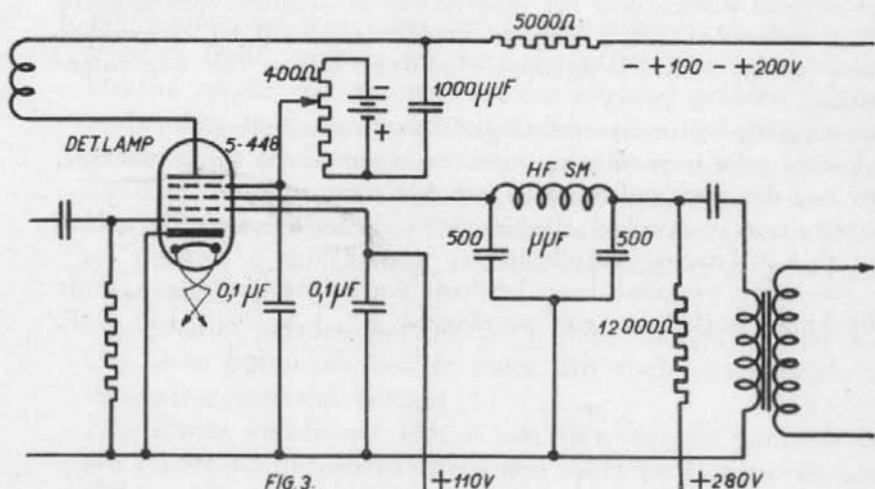 5000Ω
+100 - +200V.
400Ω
-
+
1000μμF
DET.LAMP
5-448
HF SM.
500
μμF
500
0,1μF
0,1μF
12000Ω
FIG.3.
+110V
+280V